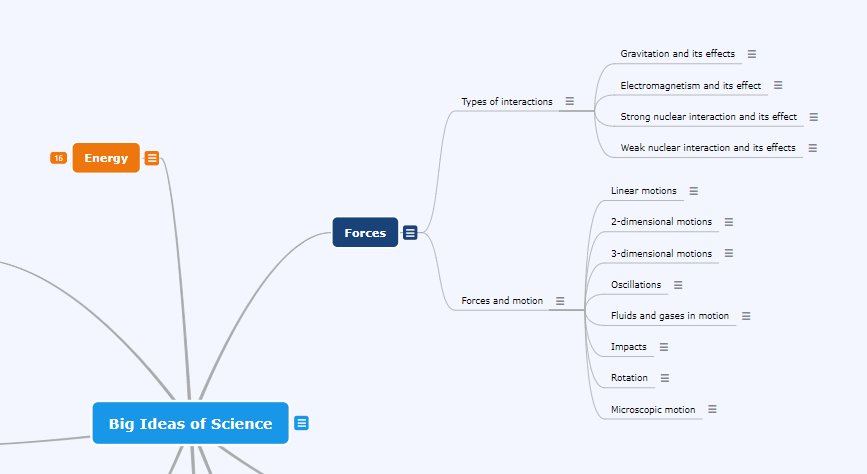 Gravitation and its effects
Electromagnetism and its effect
Types of interactions
Strong nuclear interaction and its effect
Weak nuclear interaction and its effects
16
Energy
Forces
Linear motions
2-dimensional motions
3-dimensional motions
Oscillations
Forces and motion
Fluids and gases in motion
Impacts
Rotation
Microscopic motion
Big Ideas of Science